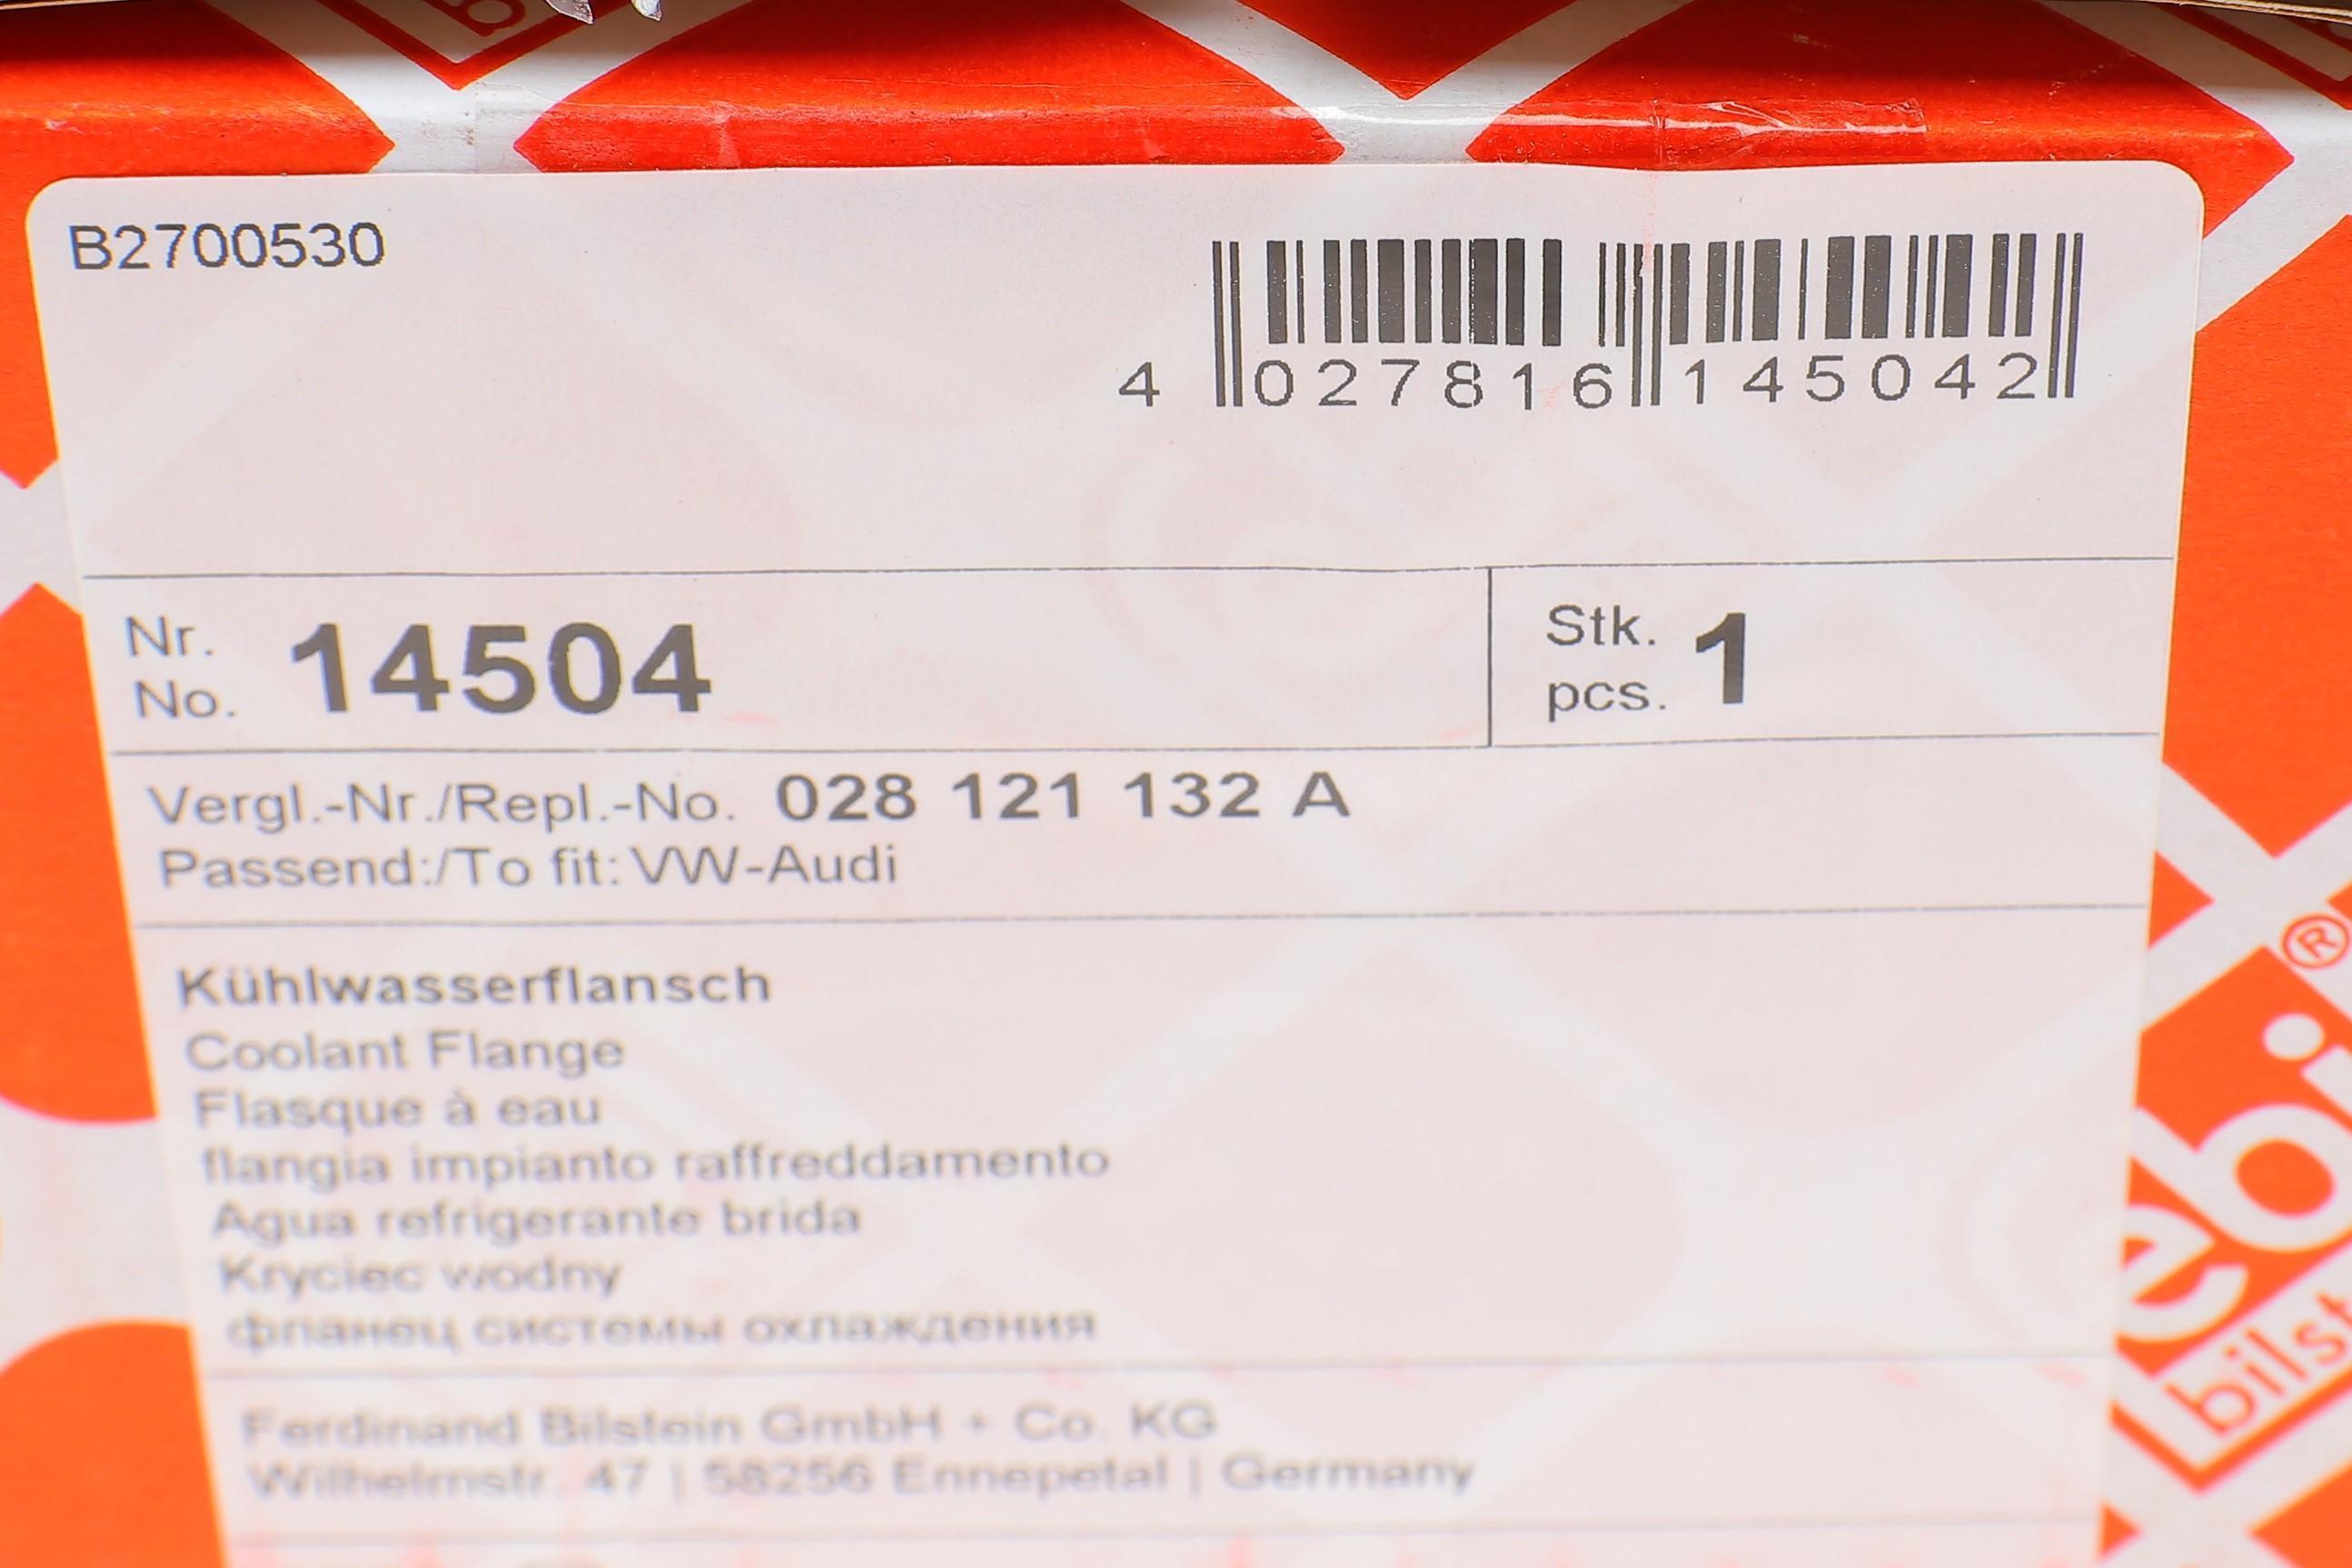 B2700530
4 027816 145042
Nr. No. 14504
Stk. pcs. 1
Vergl.-Nr./Repl.-No. 028 121 132 A
Passend:/To fit: VW-Audi
Kühlwasserflansch
Coolant Flange
Flasque à eau
flangia impianto raffreddamento
Agua refrigerante brida
Kryciec wodny
фланец системы охлаждения
Ferdinand Bilstein GmbH + Co. KG
Wilhelmstr. 47 | 58256 Ennepetal | Germany
ebi®
bilst